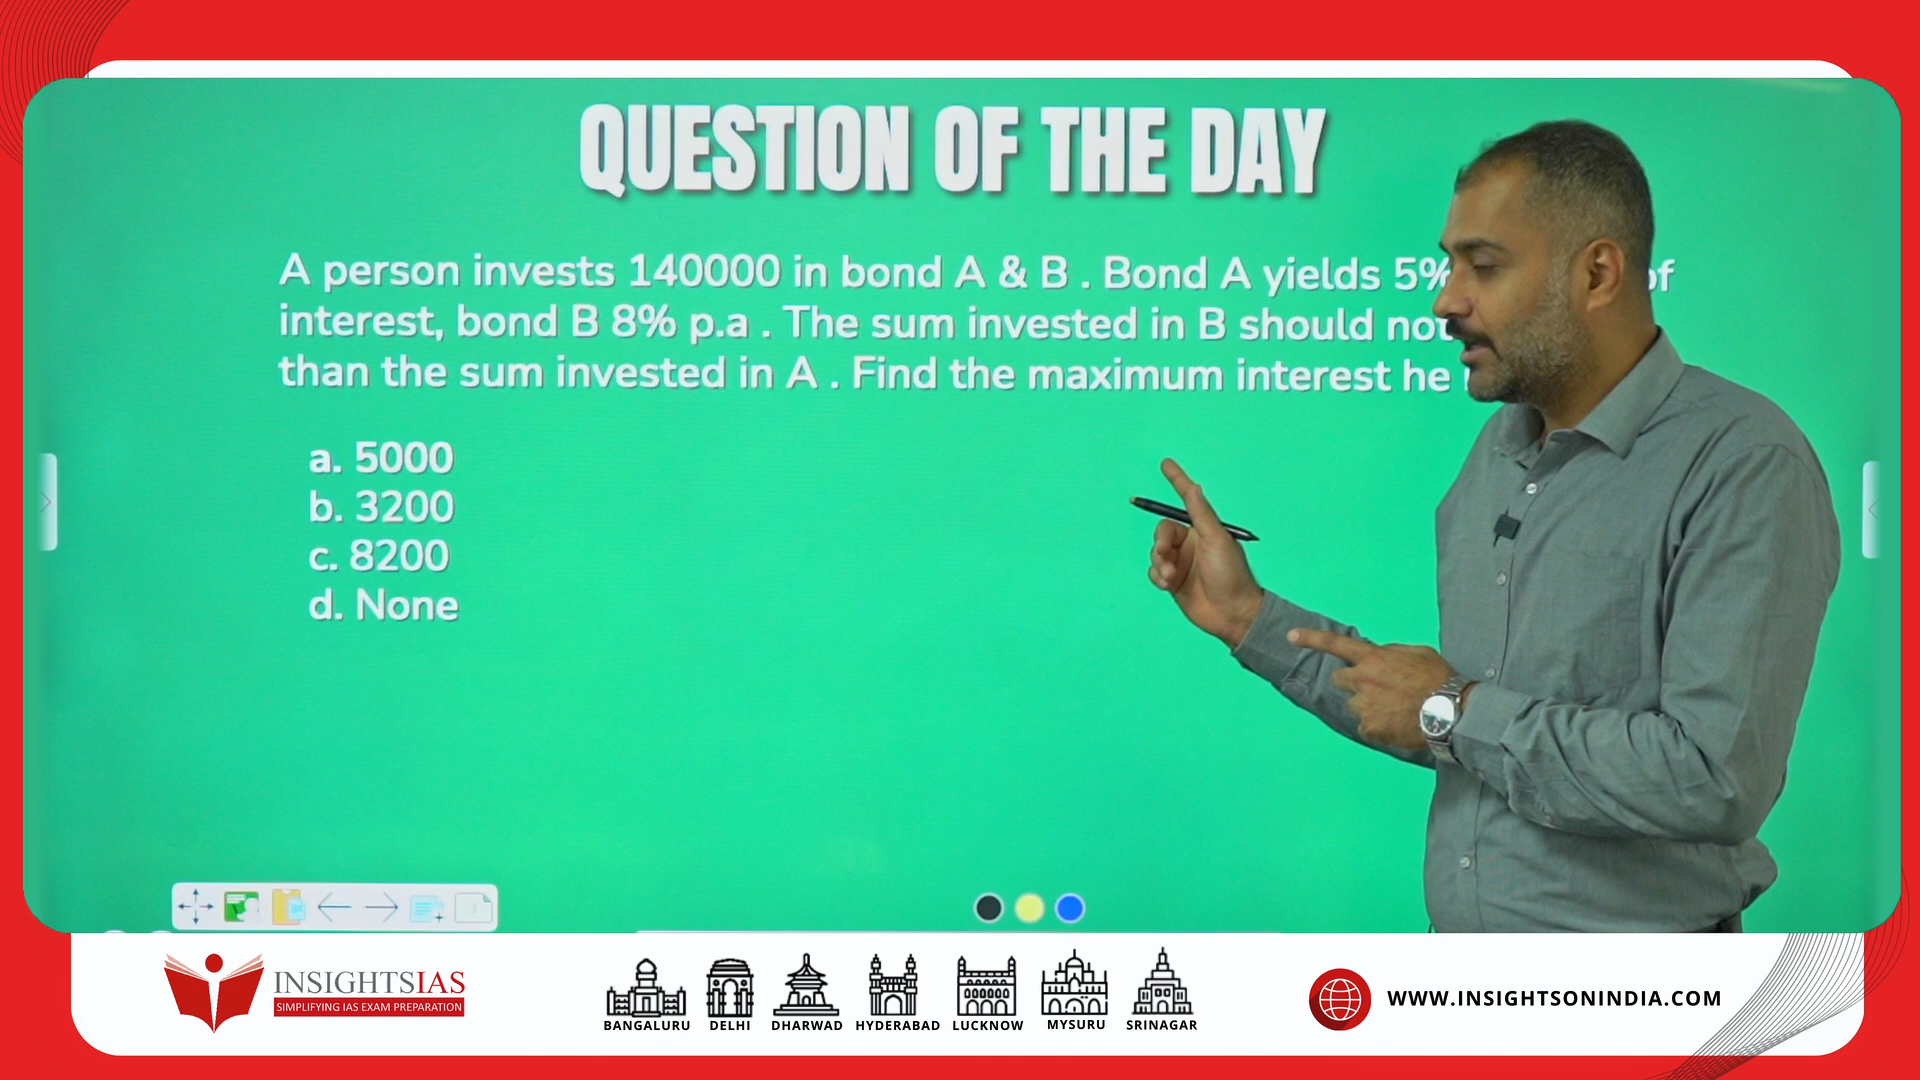 QUESTION OF THE DAY
A person invests 140000 in bond A & B . Bond A yields 5% of
interest, bond B 8% p.a . The sum invested in B should not
than the sum invested in A . Find the maximum interest he
a. 5000
b. 3200
c. 8200
d. None
3
INSIGHTSIAS
SIMPLIFYING IAS EXAM PREPARATION
BANGALURU DELHI DHARWAD HYDERABAD LUCKNOW MYSURU SRINAGAR
WWW.INSIGHTSONINDIA.COM